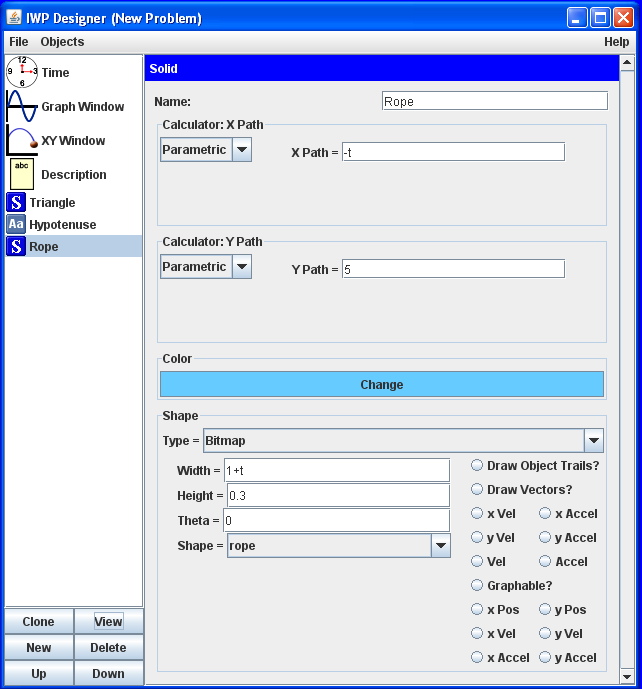 IWP Designer (New Problem)
File Objects Help
12
9 3
6
Time
Graph Window
XY Window
abc
Description
S Triangle
Aa Hypotenuse
S Rope
Clone View
New Delete
Up Down
Solid
Name: Rope
Calculator: X Path
Parametric X Path = -t
Calculator: Y Path
Parametric Y Path = 5
Color
Change
Shape
Type = Bitmap
Width = 1+t
Height = 0.3
Theta = 0
Shape = rope
Draw Object Trails?
Draw Vectors?
x Vel x Accel
y Vel y Accel
Vel Accel
Graphable?
x Pos y Pos
x Vel y Vel
x Accel y Accel